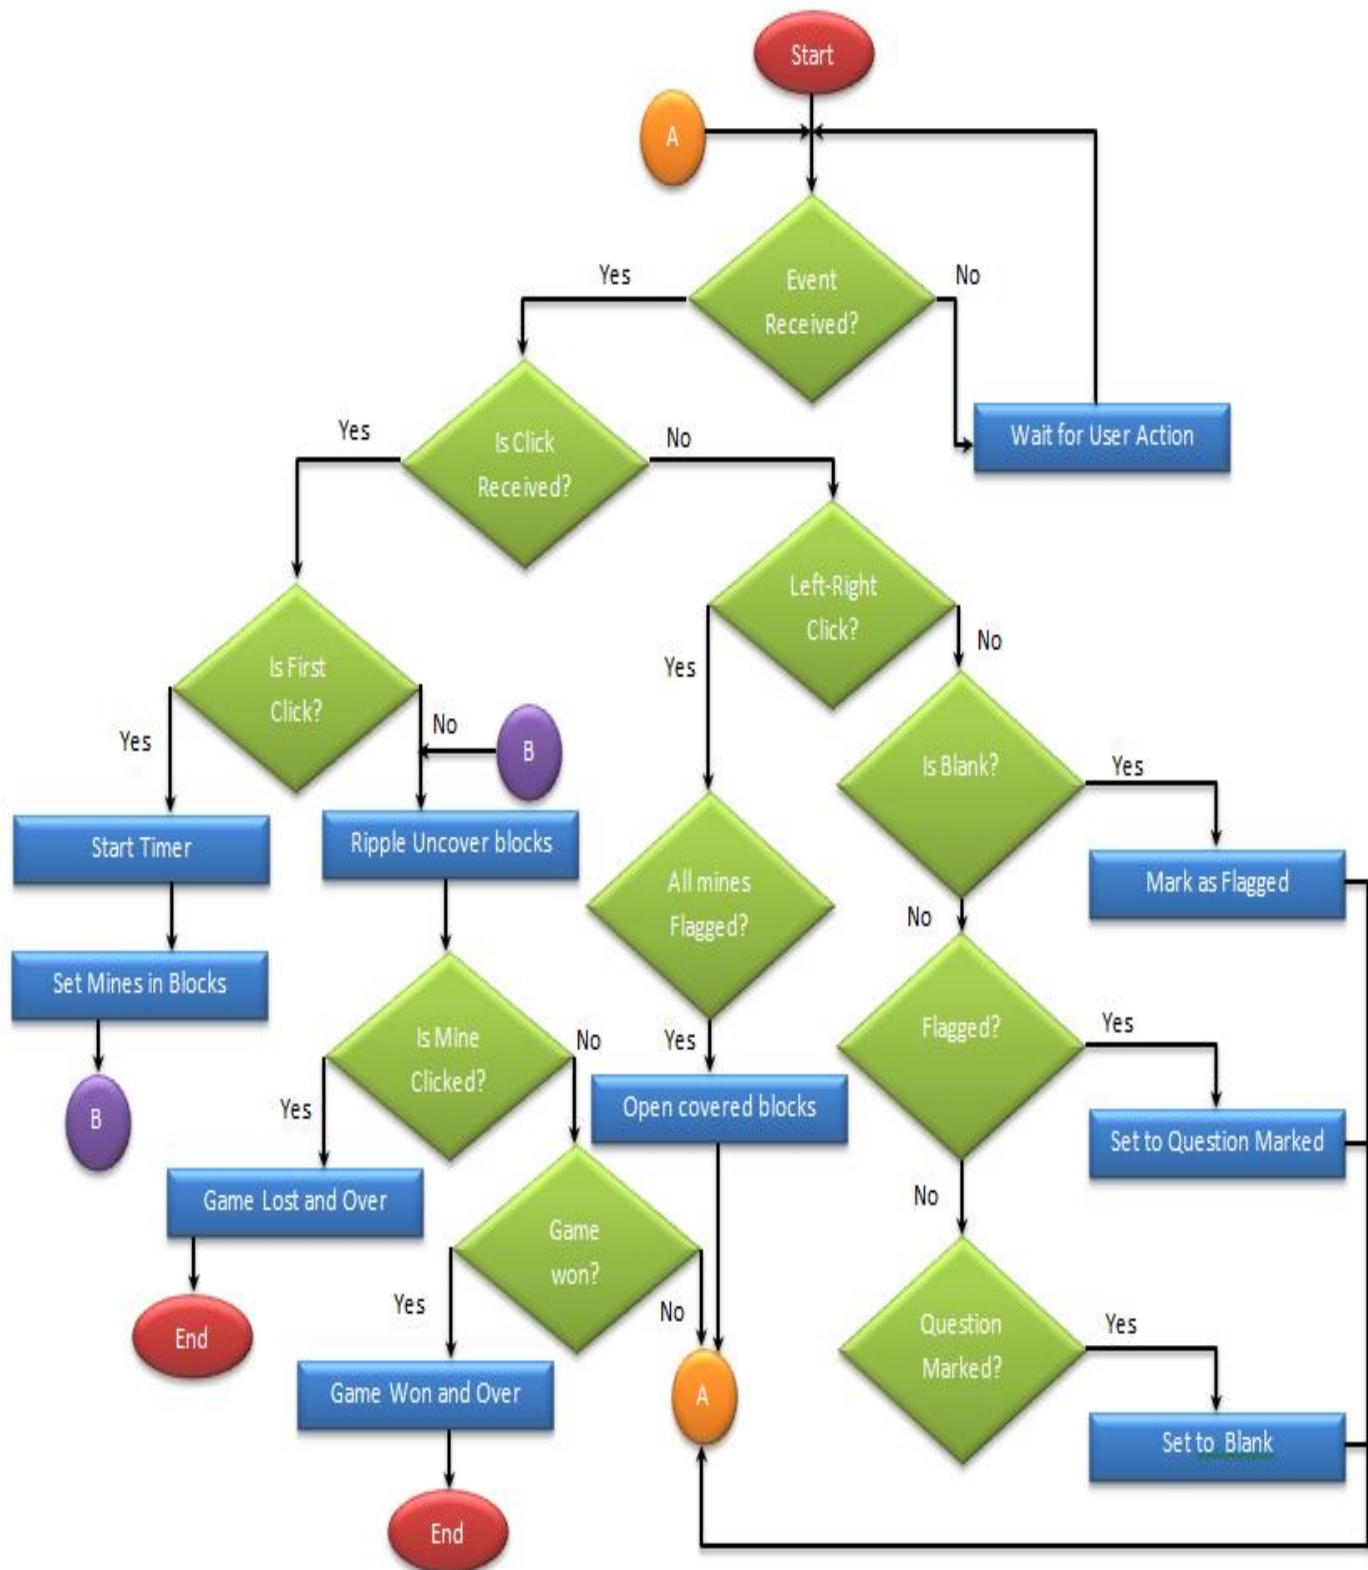 Start
A
Yes
Event
Received?
No
Yes
Is Click
Received?
No
Wait for User Action
Left-Right
Click?
Yes
No
Is First
Click?
Yes
No
B
Is Blank?
Yes
Start Timer
Ripple Uncover blocks
All mines
Flagged?
Mark as Flagged
No
Set Mines in Blocks
Is Mine
Clicked?
No
Yes
Flagged?
Yes
B
Yes
Open covered blocks
Set to Question Marked
Game Lost and Over
No
Game
won?
Yes
No
End
Question
Marked?
Yes
Game Won and Over
A
Set to Blank
End